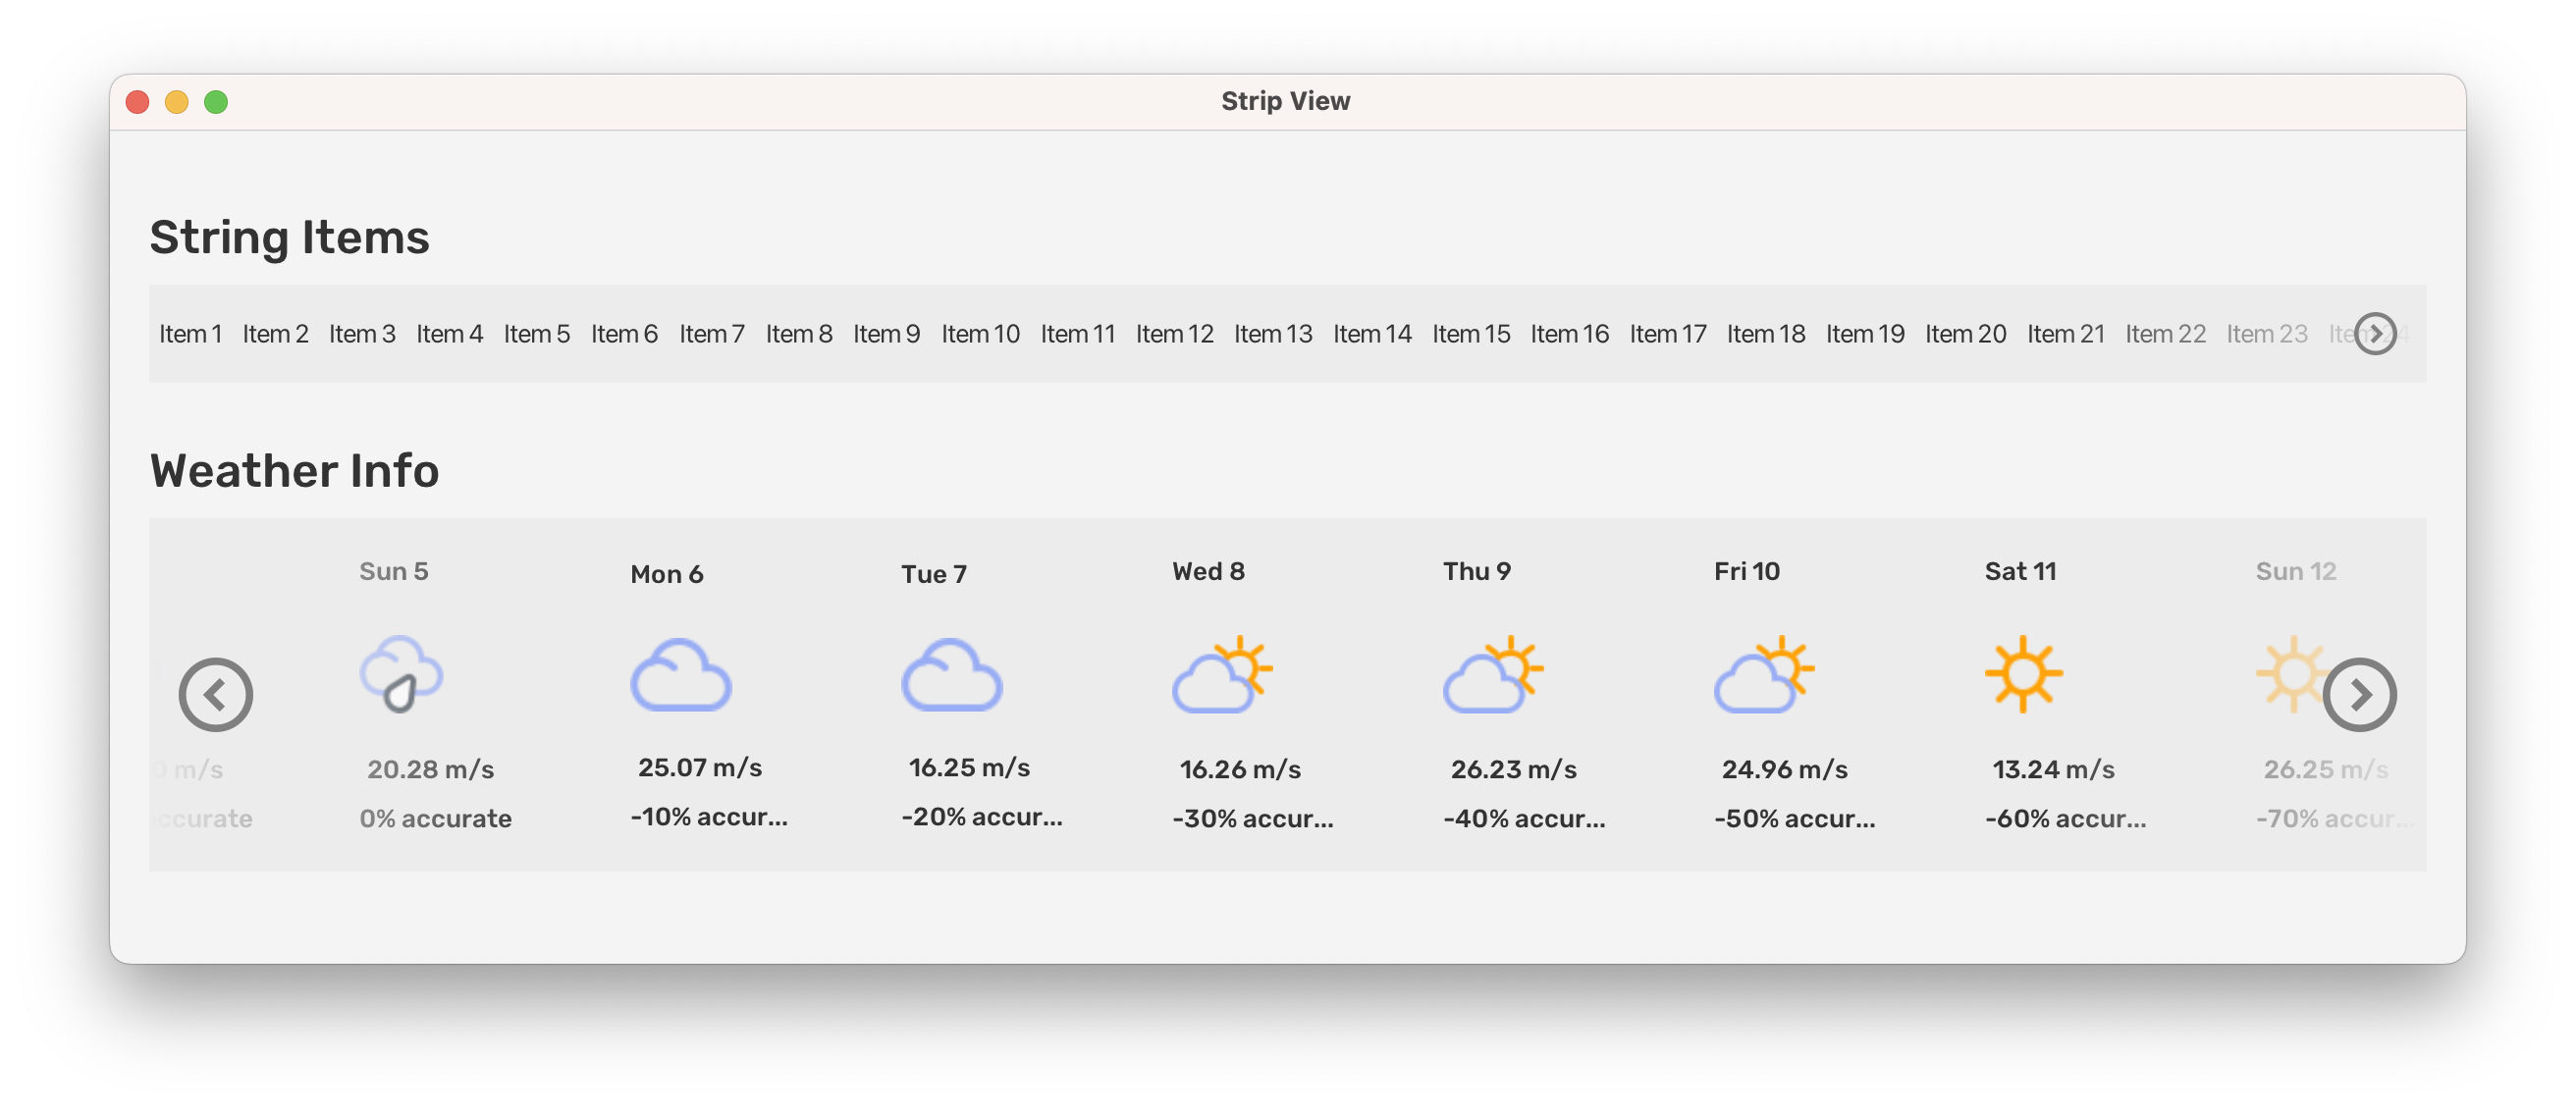 Strip View
String Items
Item 1 Item 2 Item 3 Item 4 Item 5 Item 6 Item 7 Item 8 Item 9 Item 10 Item 11 Item 12 Item 13 Item 14 Item 15 Item 16 Item 17 Item 18 Item 19 Item 20 Item 21 Item 22 Item 23 Item 24
Weather Info
Sun 5 Mon 6 Tue 7 Wed 8 Thu 9 Fri 10 Sat 11 Sun 12
0 m/s 20.28 m/s 25.07 m/s 16.25 m/s 16.26 m/s 26.23 m/s 24.96 m/s 13.24 m/s 26.25 m/s
ccurate 0% accurate -10% accur... -20% accur... -30% accur... -40% accur... -50% accur... -60% accur... -70% accur...